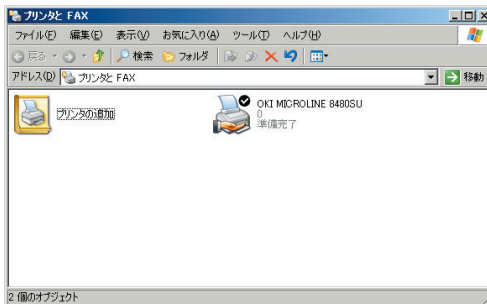 プリンタと FAX
ファイル(F) 編集(E) 表示(V) お気に入り(A) ツール(T) ヘルプ(H)
戻る 検索 フォルダ
アドレス(D) プリンタと FAX 移動
プリンタの追加
OKI MICROLINE 8480SU
0
準備完了
2 個のオブジェクト